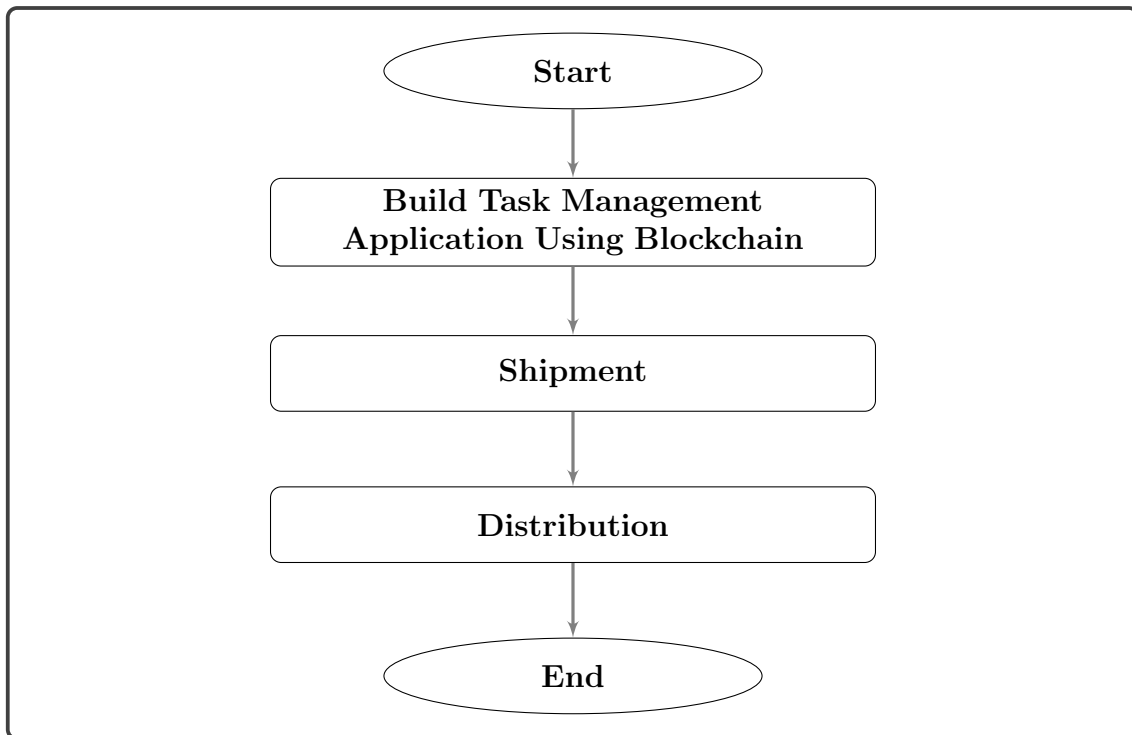 Start
Build Task Management
Application Using Blockchain
Shipment
Distribution
End